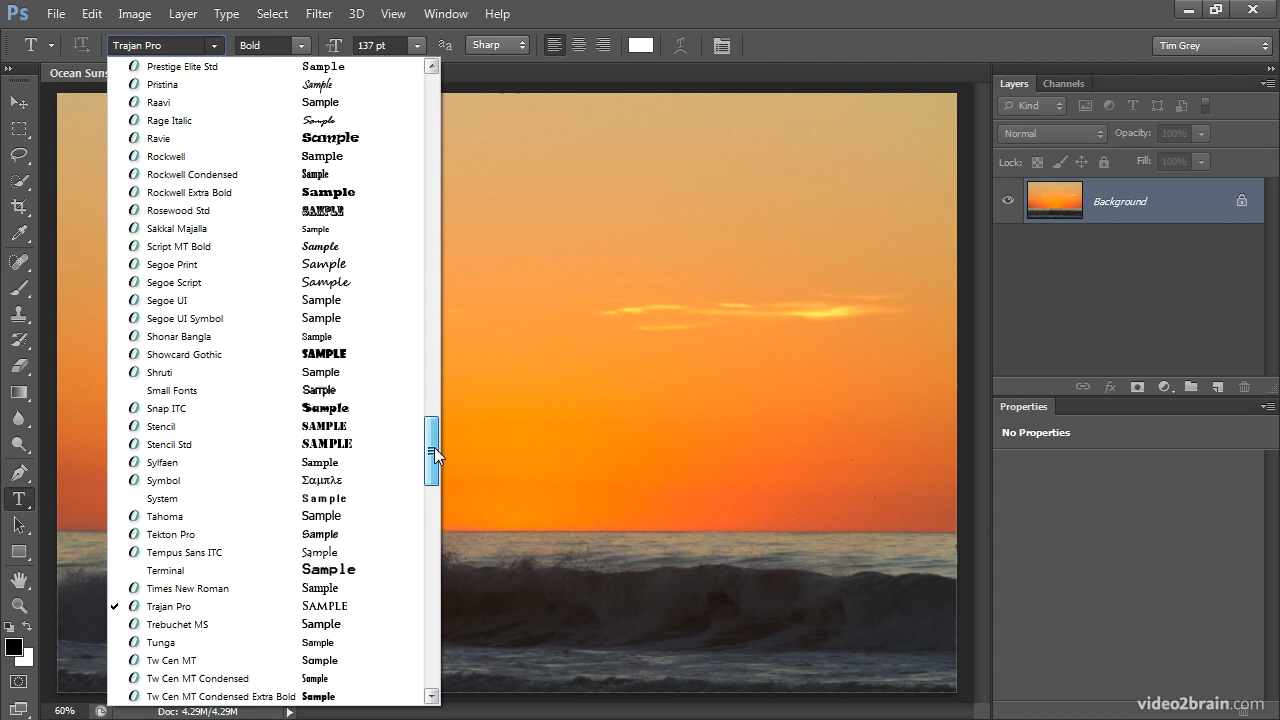 Ps File Edit Image Layer Type Select Filter 3D View Window Help
T Trajan Pro Bold 137 pt aa Sharp Tim Grey
Ocean Suns
Prestige Elite Std Sample
Pristina Sample
Raavi Sample
Rage Italic Sample
Ravie Sample
Rockwell Sample
Rockwell Condensed Sample
Rockwell Extra Bold Sample
Rosewood Std SAMPLE
Sakkal Majalla Sample
Script MT Bold Sample
Segoe Print Sample
Segoe Script Sample
Segoe UI Sample
Segoe UI Symbol Sample
Shonar Bangla Sample
Showcard Gothic SAMPLE
Shruti Sample
Small Fonts Sample
Snap ITC Sample
Stencil SAMPLE
Stencil Std SAMPLE
Sylfaen Sample
Symbol Σαμπλε
System Sample
Tahoma Sample
Tekton Pro Sample
Tempus Sans ITC Sample
Terminal Sample
Times New Roman Sample
Trajan Pro SAMPLE
Trebuchet MS Sample
Tunga Sample
Tw Cen MT Sample
Tw Cen MT Condensed Sample
Tw Cen MT Condensed Extra Bold Sample
Layers Channels
Kind
Normal Opacity: 100%
Lock: Fill: 100%
Background
Properties
No Properties
60% Doc: 4.29M/4.29M
video2brain.com